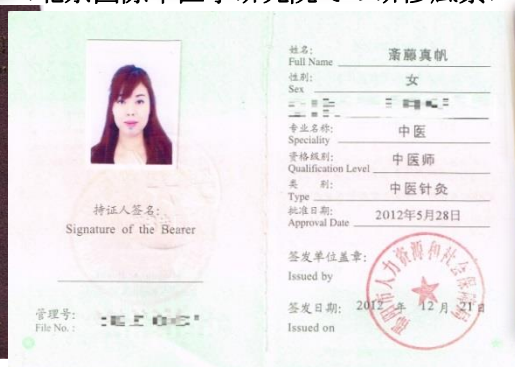 持证人签名:
Signature of the Bearer
管理号:
File No. :
姓名:
Full Name
斎藤真帆
性别:
Sex
女
专业名称:
Speciality
中医
资格级别:
Qualification Level
中医师
类 别:
Type
中医针灸
批准日期:
Approval Date
2012年5月28日
签发单位盖章:
Issued by
签发日期: 2012 年 12 月 21 日
Issued on